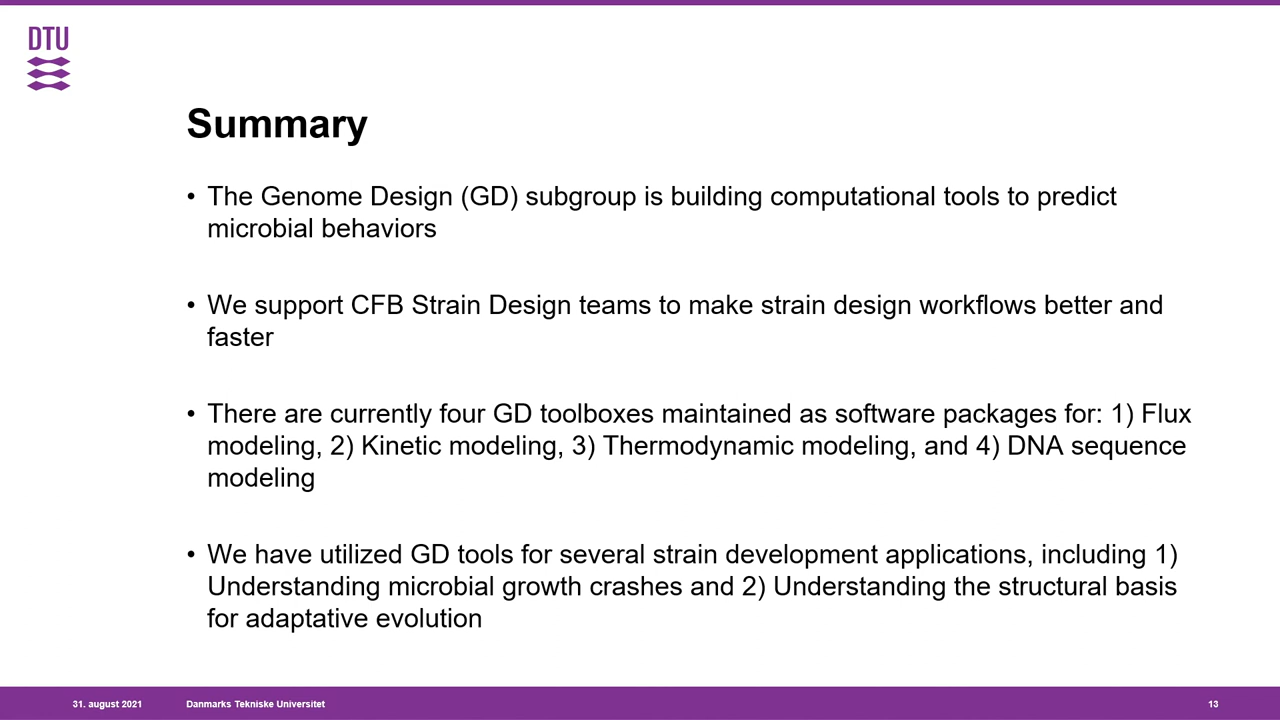 DTU
Summary
• The Genome Design (GD) subgroup is building computational tools to predict
microbial behaviors
• We support CFB Strain Design teams to make strain design workflows better and
faster
• There are currently four GD toolboxes maintained as software packages for: 1) Flux
modeling, 2) Kinetic modeling, 3) Thermodynamic modeling, and 4) DNA sequence
modeling
• We have utilized GD tools for several strain development applications, including 1)
Understanding microbial growth crashes and 2) Understanding the structural basis
for adaptative evolution
31. august 2021 Danmarks Tekniske Universitet 13